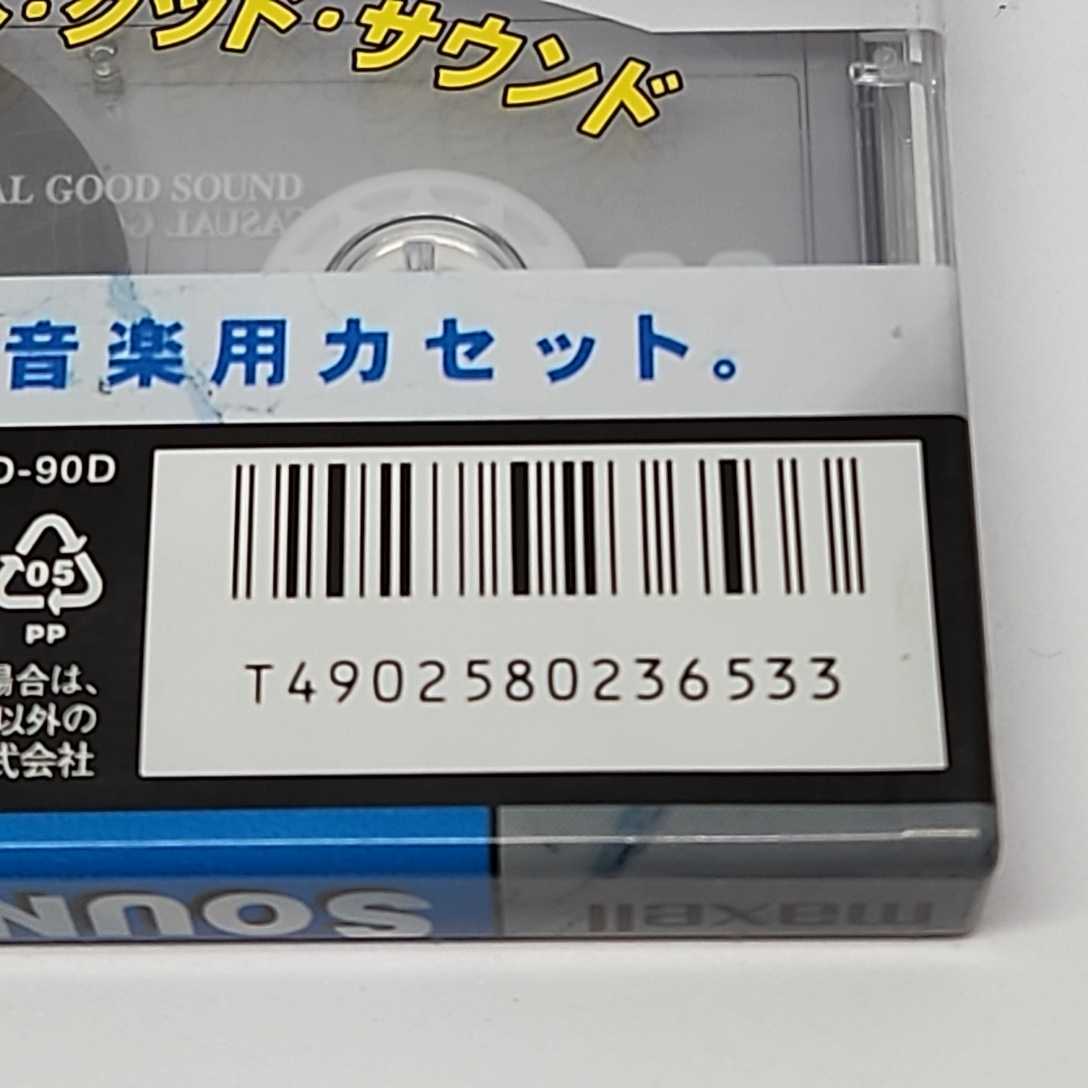 ・グッド・サウンド
AL GOOD SOUND
音楽用カセット。
D-90D
05
PP
T4902580236533
場合は、
以外の
式会社
SOUN
maxell